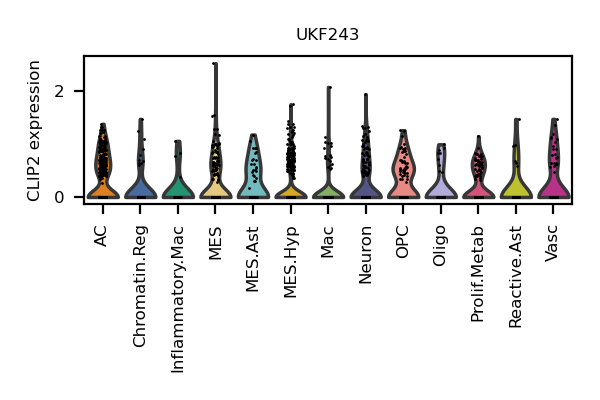 UKF243
CLIP2 expression
2
0
AC
Chromatin.Reg
Inflammatory.Mac
MES
MES.Ast
MES.Hyp
Mac
Neuron
OPC
Oligo
Prolif.Metab
Reactive.Ast
Vasc